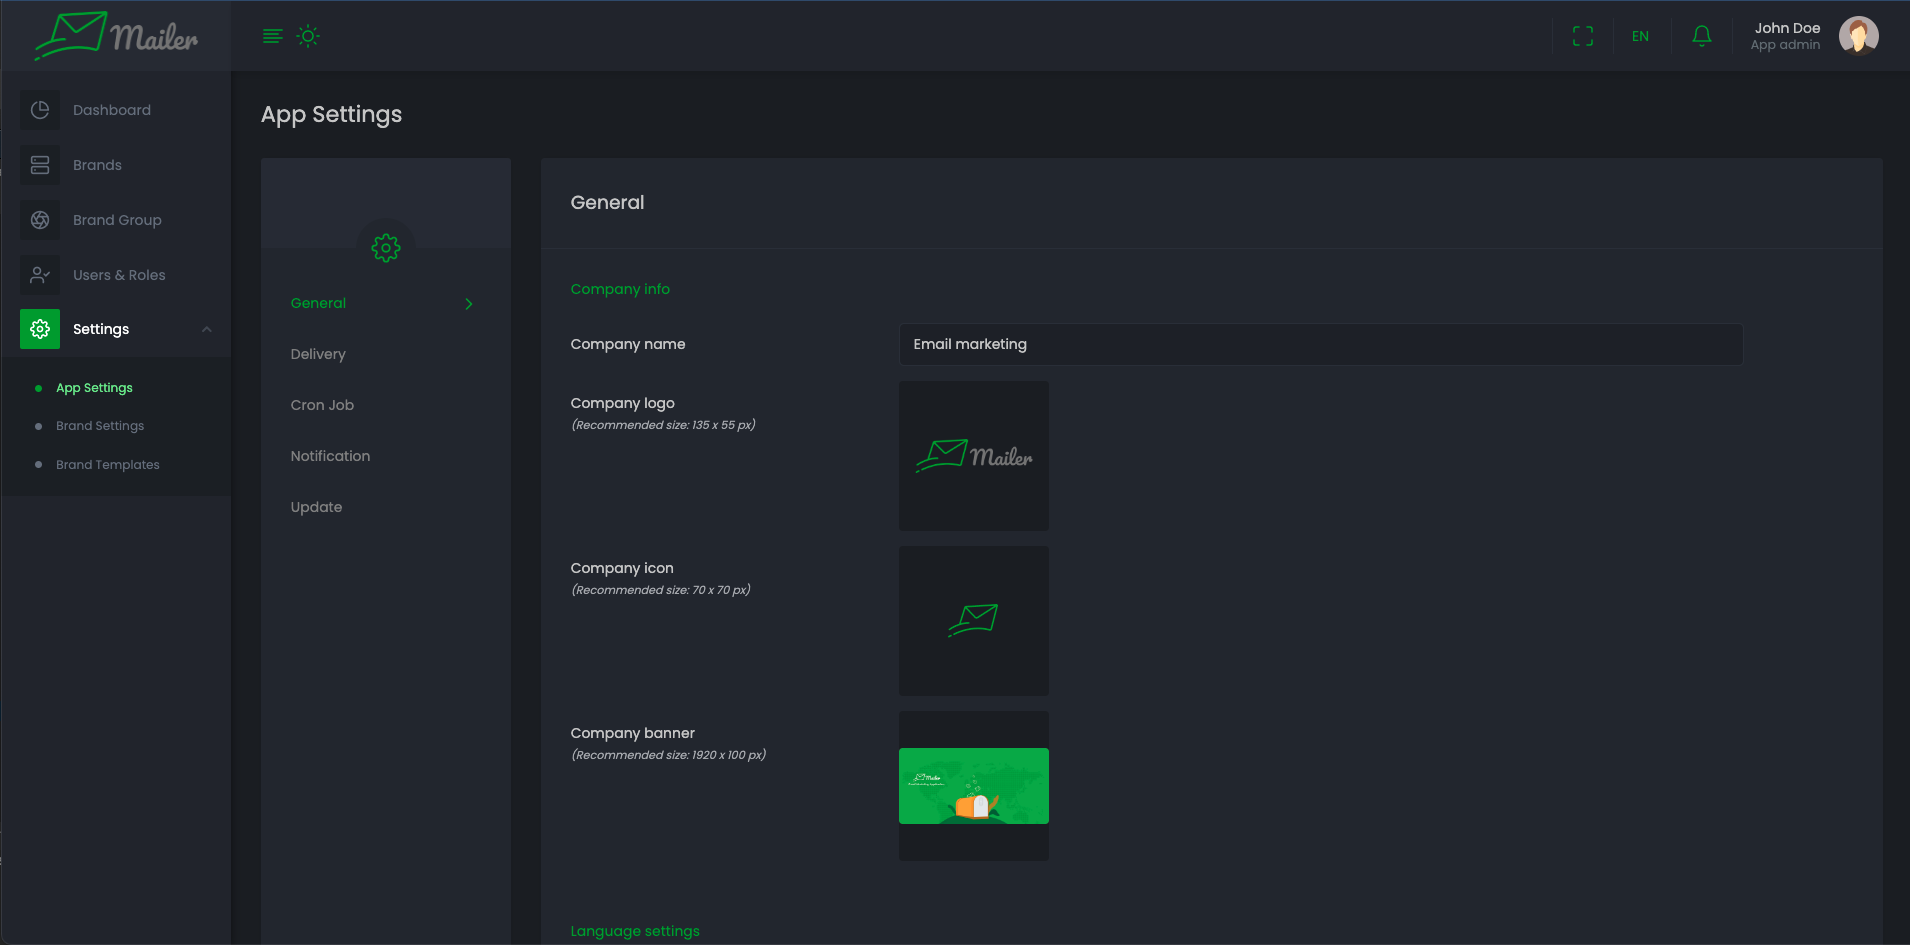 Mailer
EN
John Doe
App admin
Dashboard
Brands
Brand Group
Users & Roles
Settings
App Settings
Brand Settings
Brand Templates
App Settings
General
Delivery
Cron Job
Notification
Update
General
Company info
Company name
Email marketing
Company logo
(Recommended size: 135 x 55 px)
Mailer
Company icon
(Recommended size: 70 x 70 px)
Company banner
(Recommended size: 1920 x 100 px)
Mailer
Language settings